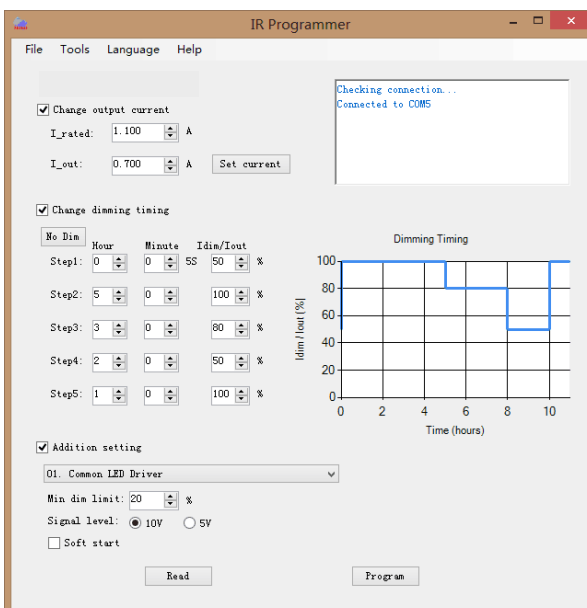 IR Programmer
File Tools Language Help
Checking connection...
Connected to COM5
Change output current
I_rated: 1.100 A
I_out: 0.700 A Set current
Change dimming timing
No Dim
Hour Minute Idim/Iout
Step1: 0 0 5S 50 %
Step2: 5 0 100 %
Step3: 3 0 80 %
Step4: 2 0 50 %
Step5: 1 0 100 %
Dimming Timing
Idim / Iout (%)
100
80
60
40
20
0
0 2 4 6 8 10
Time (hours)
Addition setting
01. Common LED Driver
Min dim limit: 20 %
Signal level: 10V 5V
Soft start
Read Program